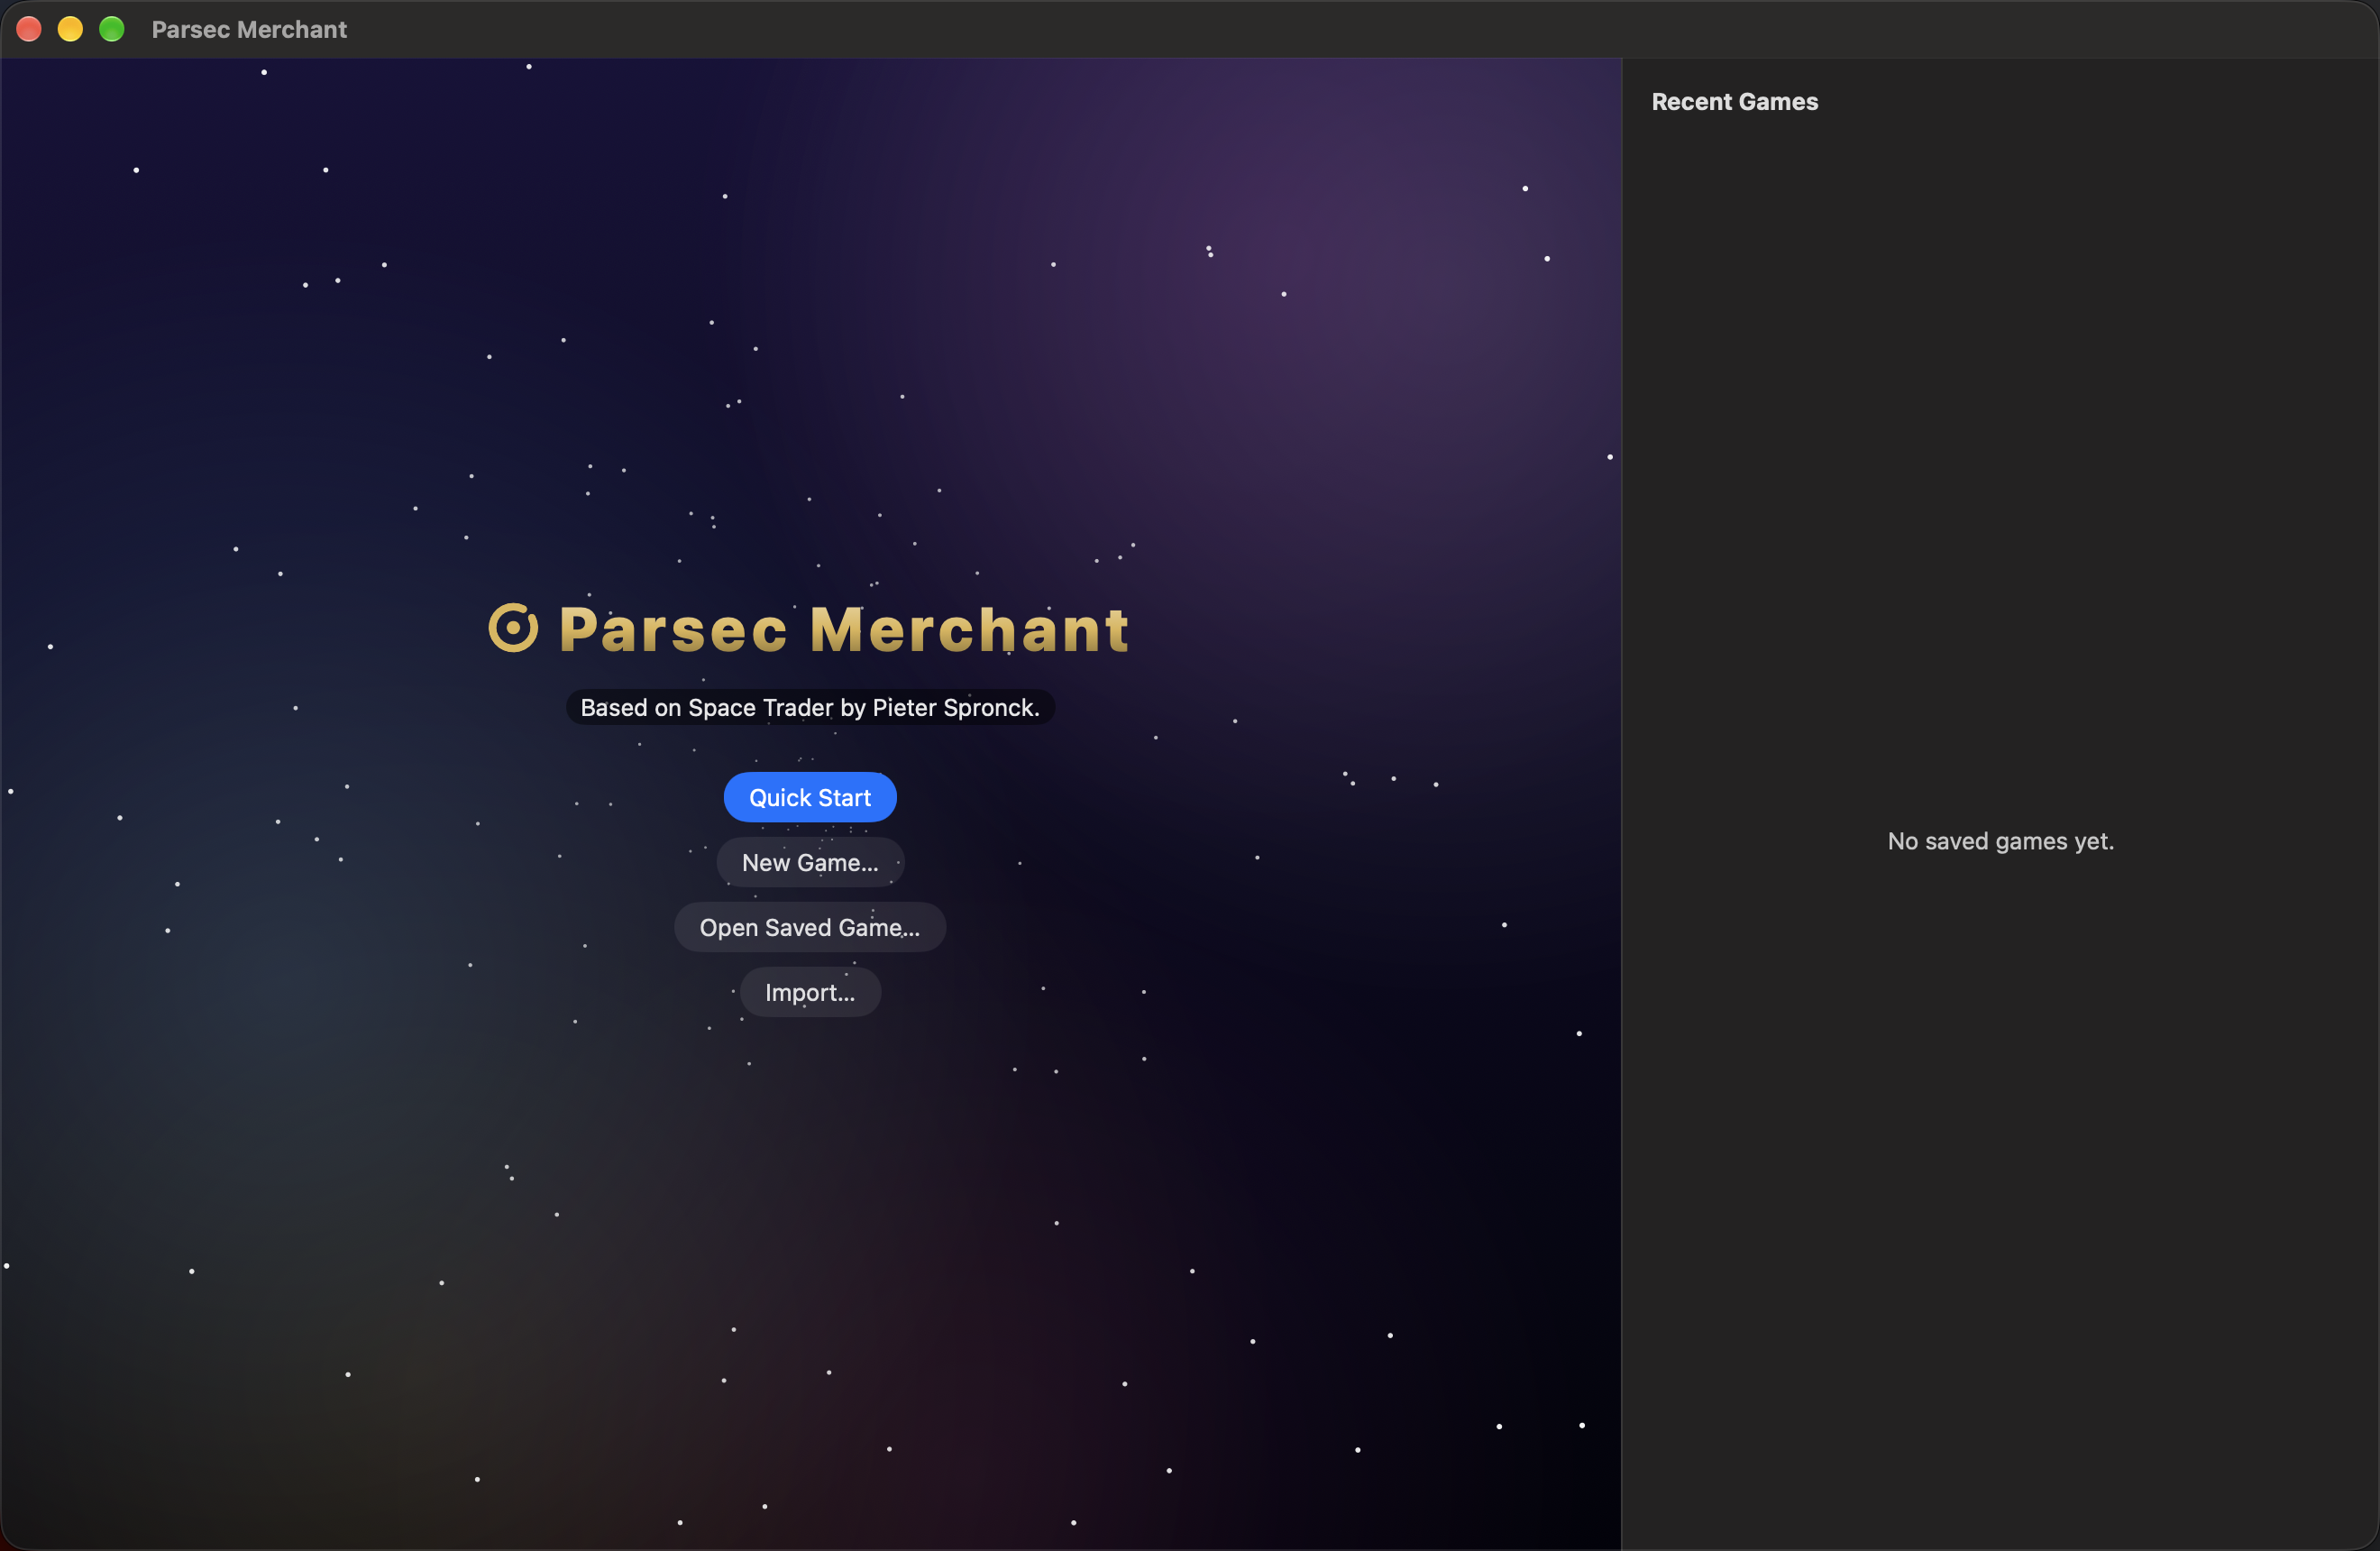 Parsec Merchant
Recent Games
Parsec Merchant
Based on Space Trader by Pieter Spronck.
Quick Start
New Game...
Open Saved Game...
Import...
No saved games yet.